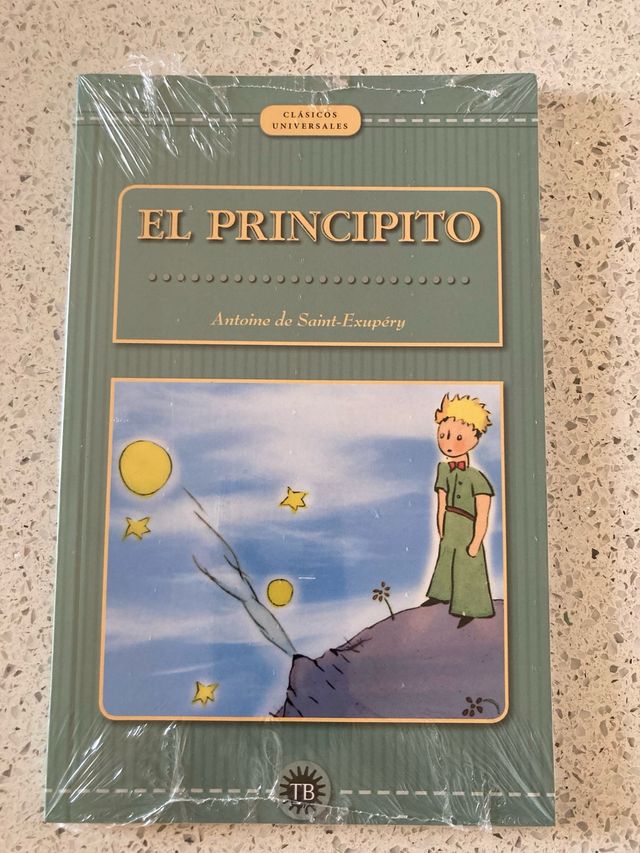 CLÁSICOS
UNIVERSALES
EL PRINCIPITO
Antoine de Saint-Exupéry
TB